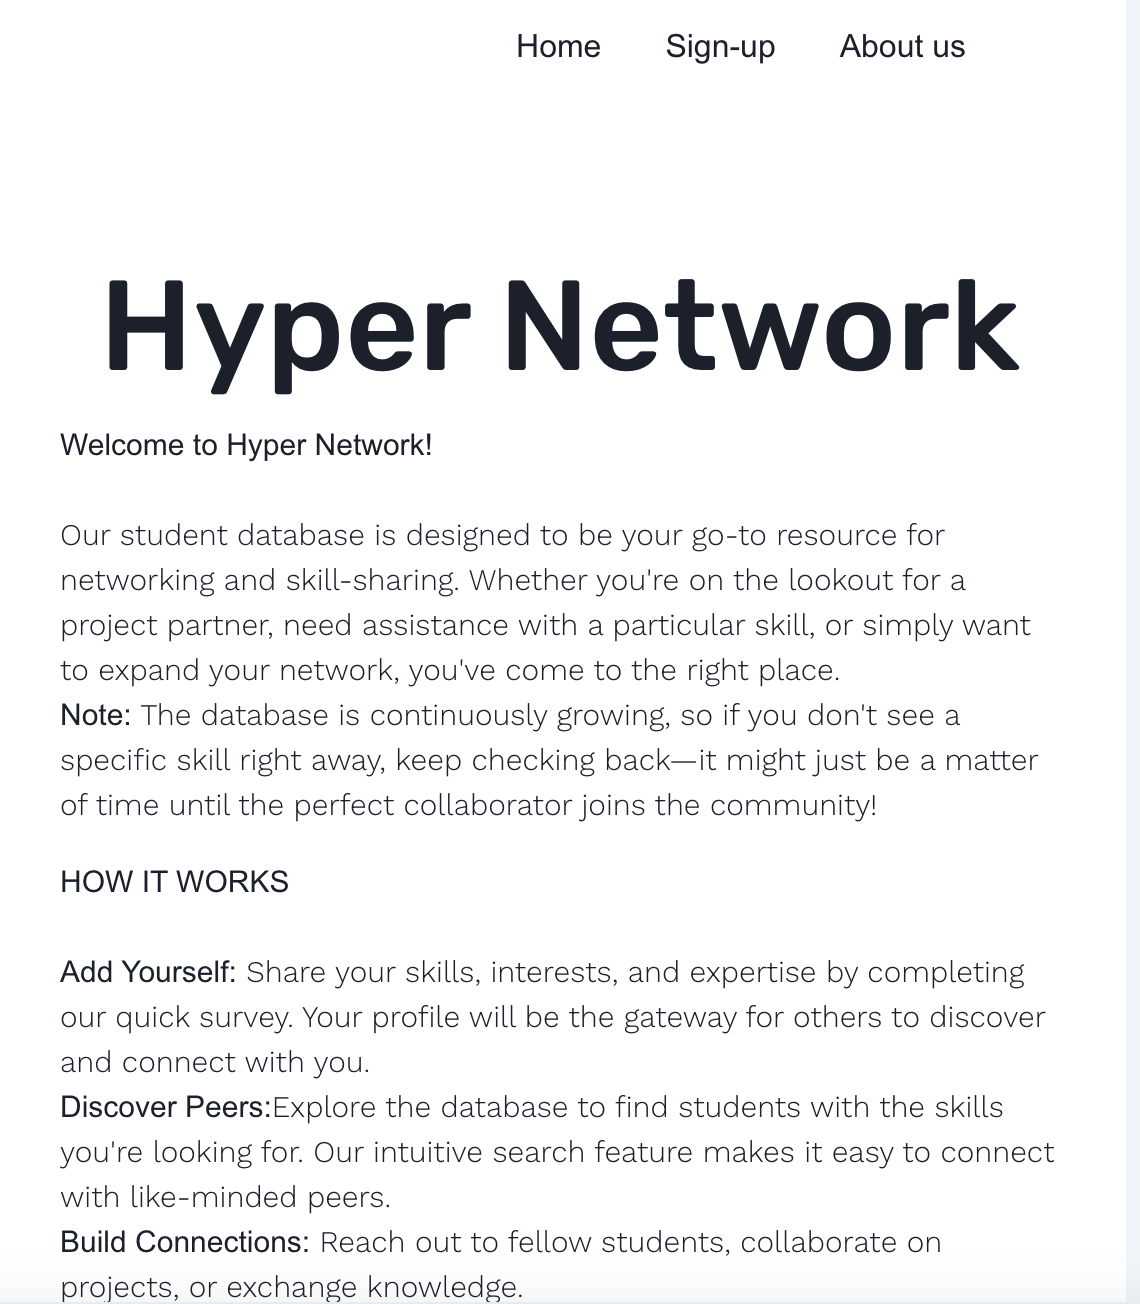 Home Sign-up About us
Hyper Network
Welcome to Hyper Network!
Our student database is designed to be your go-to resource for
networking and skill-sharing. Whether you're on the lookout for a
project partner, need assistance with a particular skill, or simply want
to expand your network, you've come to the right place.
Note: The database is continuously growing, so if you don't see a
specific skill right away, keep checking back—it might just be a matter
of time until the perfect collaborator joins the community!
HOW IT WORKS
Add Yourself: Share your skills, interests, and expertise by completing
our quick survey. Your profile will be the gateway for others to discover
and connect with you.
Discover Peers:Explore the database to find students with the skills
you're looking for. Our intuitive search feature makes it easy to connect
with like-minded peers.
Build Connections: Reach out to fellow students, collaborate on
projects, or exchange knowledge.